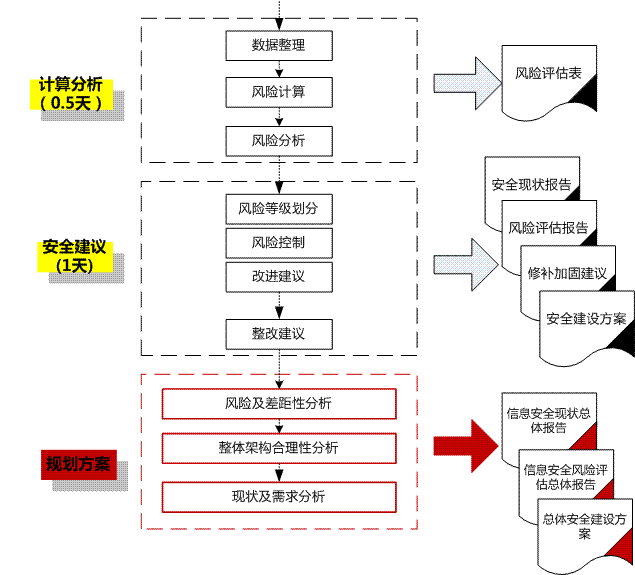 计算分析
（0.5天）
数据整理
风险计算
风险分析
风险评估表
安全建议
(1天)
风险等级划分
风险控制
改进建议
整改建议
安全现状报告
风险评估报告
修补加固建议
安全建设方案
规划方案
风险及差距性分析
整体架构合理性分析
现状及需求分析
信息安全现状总
体报告
信息安全风险评
估总体报告
总体安全建设方
案